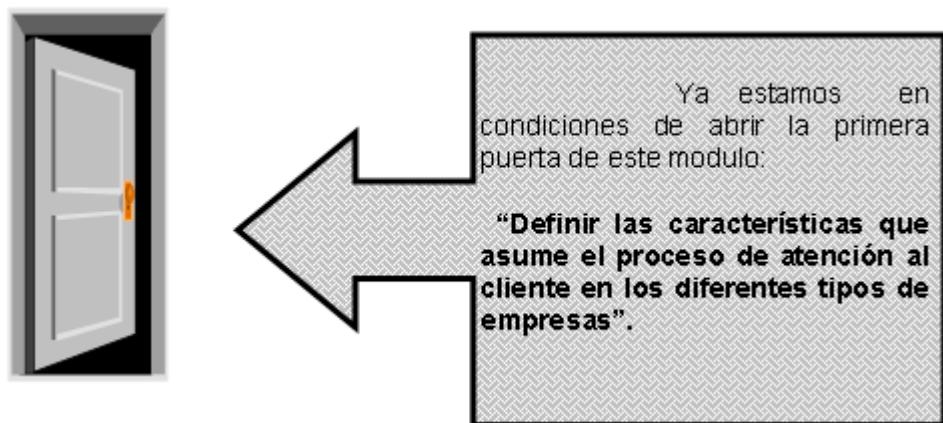 Ya estamos en
condiciones de abrir la primera
puerta de este modulo:
“Definir las características que
asume el proceso de atención al
cliente en los diferentes tipos de
empresas”.